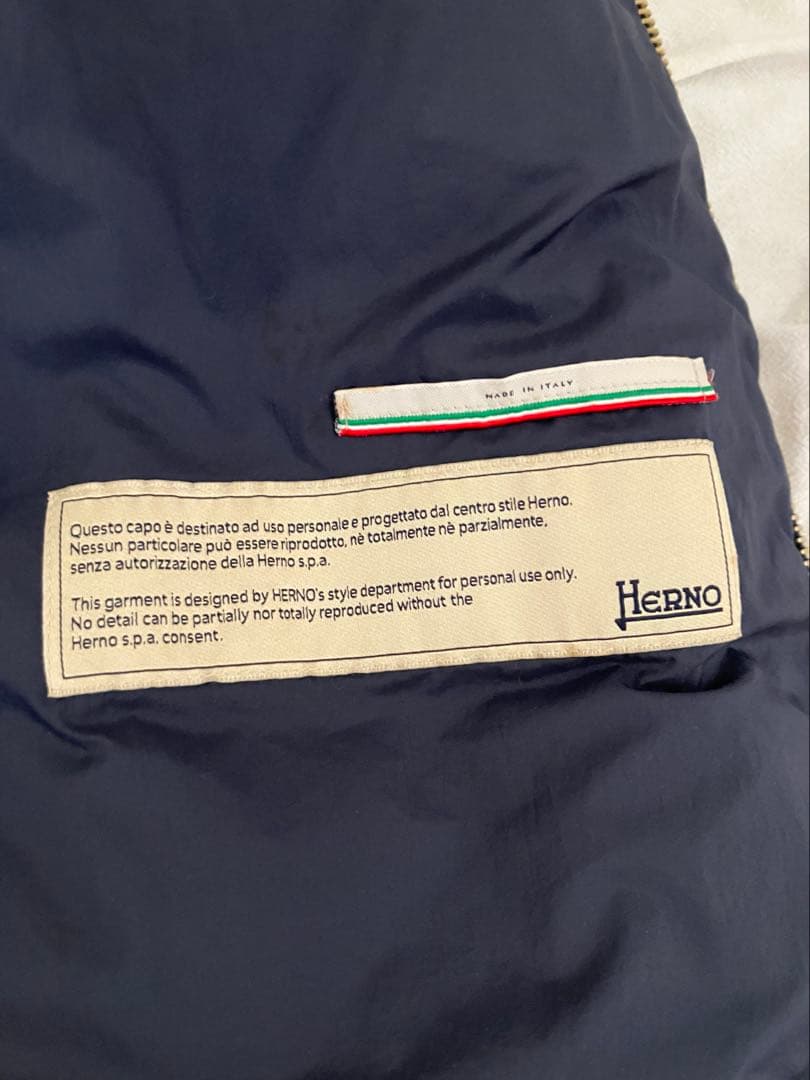 MADE IN ITALY
Questo capo è destinato ad uso personale e progettato dal centro stile Herno.
Nessun particolare può essere riprodotto, nè totalmente nè parzialmente,
senza autorizzazione della Herno s.p.a.
This garment is designed by HERNO's style department for personal use only.
No detail can be partially nor totally reproduced without the
Herno s.p.a. consent.
HERNO